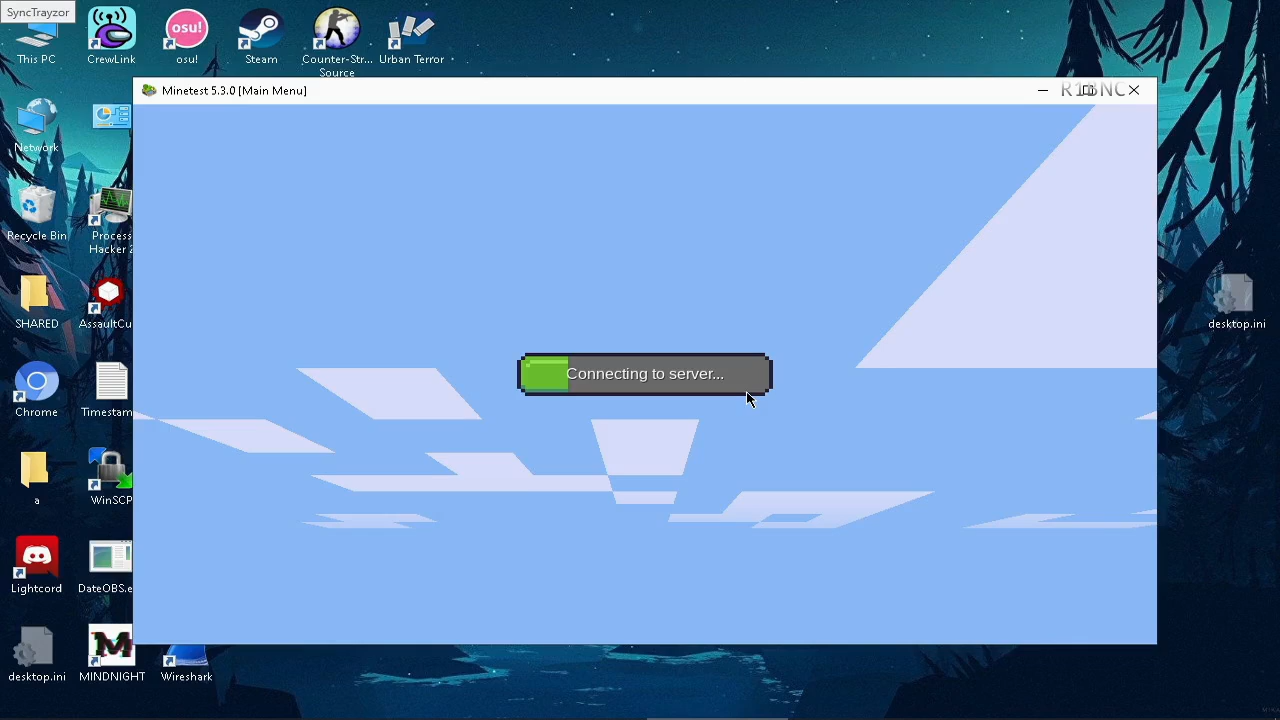 SyncTrayzor
This PC
CrewLink
osu!
osu!
Steam
Counter-Str...
Source
Urban Terror
Minetest 5.3.0 [Main Menu]
R1BNC
Network
Recycle Bin
Process
Hacker 2
SHARED
AssaultCu
desktop.ini
Connecting to server...
Chrome
Timestam
a
WinSCP
Lightcord
DateOBS.e
desktop.ini
M
MIDNIGHT
Wireshark